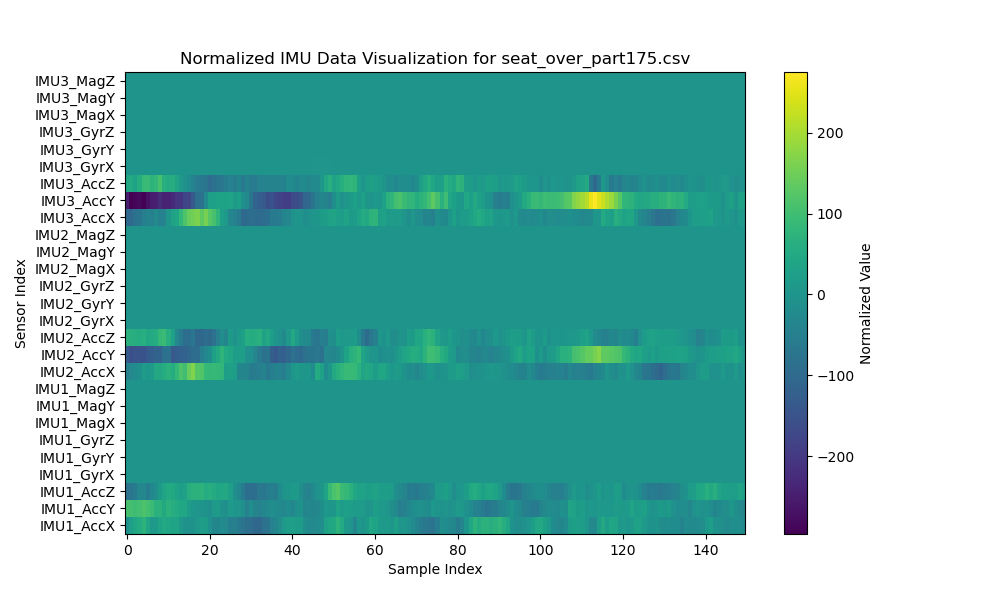 Normalized IMU Data Visualization for seat_over_part175.csv
IMU3_MagZ
IMU3_MagY
IMU3_MagX
IMU3_GyrZ
IMU3_GyrY
IMU3_GyrX
IMU3_AccZ
IMU3_AccY
IMU3_AccX
IMU2_MagZ
IMU2_MagY
IMU2_MagX
IMU2_GyrZ
IMU2_GyrY
IMU2_GyrX
IMU2_AccZ
IMU2_AccY
IMU2_AccX
IMU1_MagZ
IMU1_MagY
IMU1_MagX
IMU1_GyrZ
IMU1_GyrY
IMU1_GyrX
IMU1_AccZ
IMU1_AccY
IMU1_AccX
Sensor Index
0 20 40 60 80 100 120 140
Sample Index
200
100
0
−100
−200
Normalized Value